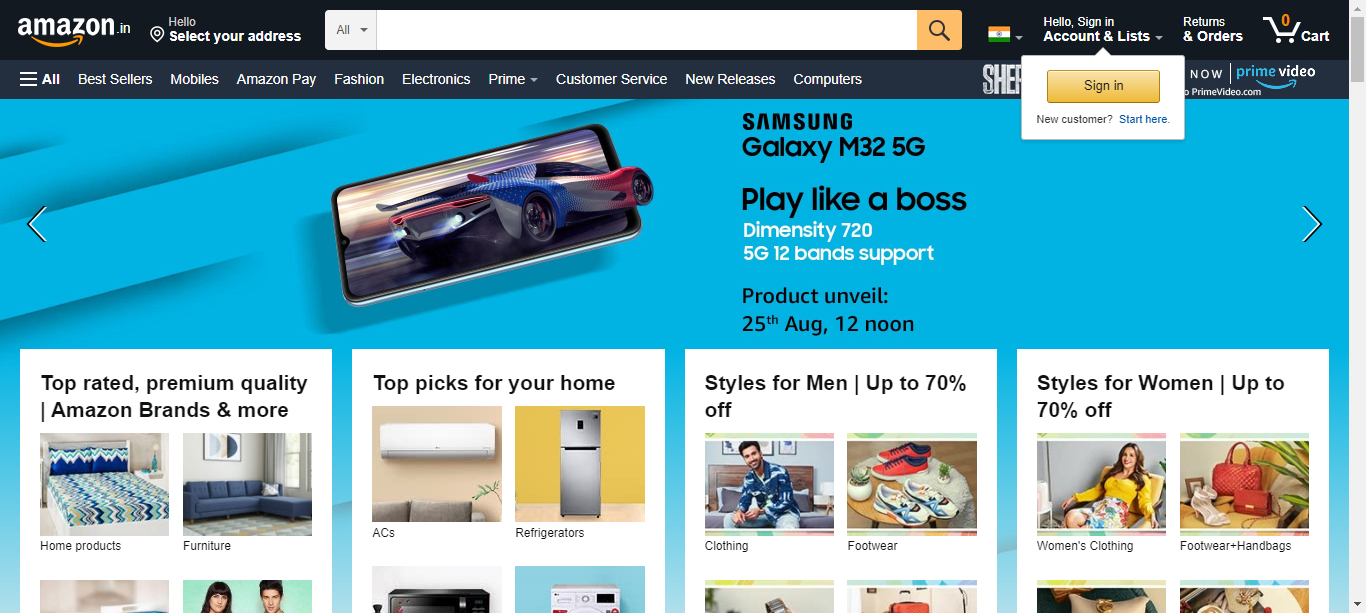 amazon.in
Hello
Select your address
All
Hello, Sign in
Account & Lists
Returns
& Orders
0
Cart
All
Best Sellers
Mobiles
Amazon Pay
Fashion
Electronics
Prime
Customer Service
New Releases
Computers
NOW
prime video
PrimeVideo.com
Sign in
New customer? Start here.
SAMSUNG
Galaxy M32 5G
Play like a boss
Dimensity 720
5G 12 bands support
Product unveil:
25th Aug, 12 noon
Top rated, premium quality
| Amazon Brands & more
Home products
Furniture
Top picks for your home
ACs
Refrigerators
Styles for Men | Up to 70%
off
Clothing
Footwear
Styles for Women | Up to
70% off
Women's Clothing
Footwear+Handbags